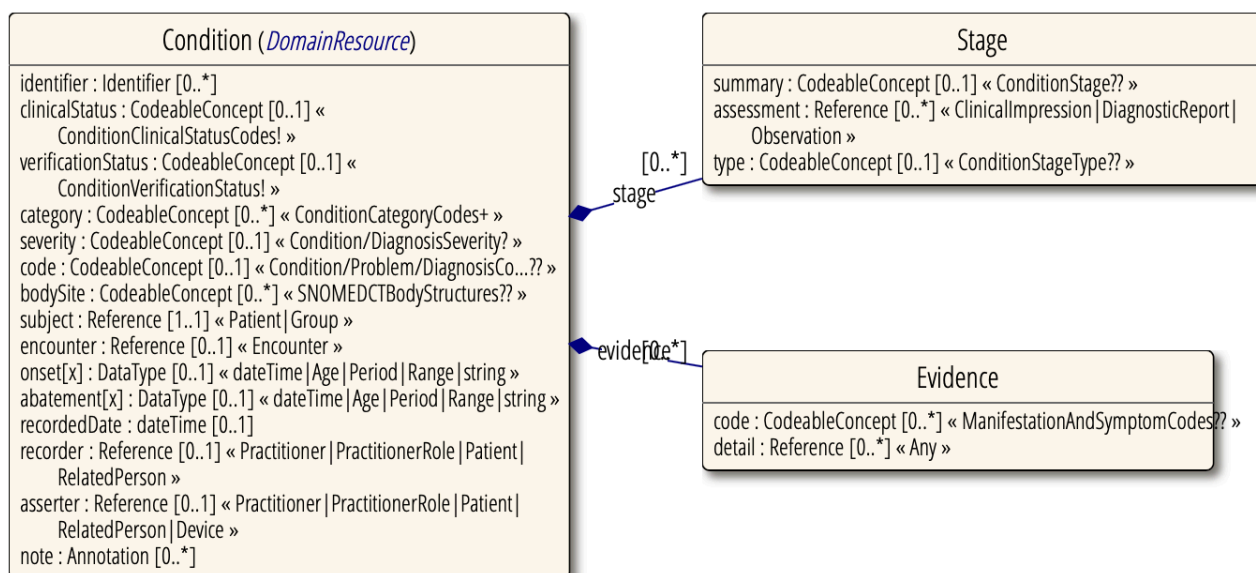 Condition (DomainResource)
identifier : Identifier [0..*]
clinicalStatus : CodeableConcept [0..1] «
ConditionClinicalStatusCodes! »
verificationStatus : CodeableConcept [0..1] «
ConditionVerificationStatus! »
category : CodeableConcept [0..*] « ConditionCategoryCodes+ »
severity : CodeableConcept [0..1] « Condition/DiagnosisSeverity? »
code : CodeableConcept [0..1] « Condition/Problem/DiagnosisCo...?? »
bodySite : CodeableConcept [0..*] « SNOMEDCTBodyStructures?? »
subject : Reference [1..1] « Patient|Group »
encounter : Reference [0..1] « Encounter »
onset[x] : DataType [0..1] « dateTime|Age|Period|Range|string »
abatement[x] : DataType [0..1] « dateTime|Age|Period|Range|string »
recordedDate : dateTime [0..1]
recorder : Reference [0..1] « Practitioner|PractitionerRole|Patient|
RelatedPerson »
asserter : Reference [0..1] « Practitioner|PractitionerRole|Patient|
RelatedPerson|Device »
note : Annotation [0..*]
[0..*]
stage
evidence
[0..*]
Stage
summary : CodeableConcept [0..1] « ConditionStage?? »
assessment : Reference [0..*] « ClinicalImpression|DiagnosticReport|
Observation »
type : CodeableConcept [0..1] « ConditionStageType?? »
Evidence
code : CodeableConcept [0..*] « ManifestationAndSymptomCodes?? »
detail : Reference [0..*] « Any »